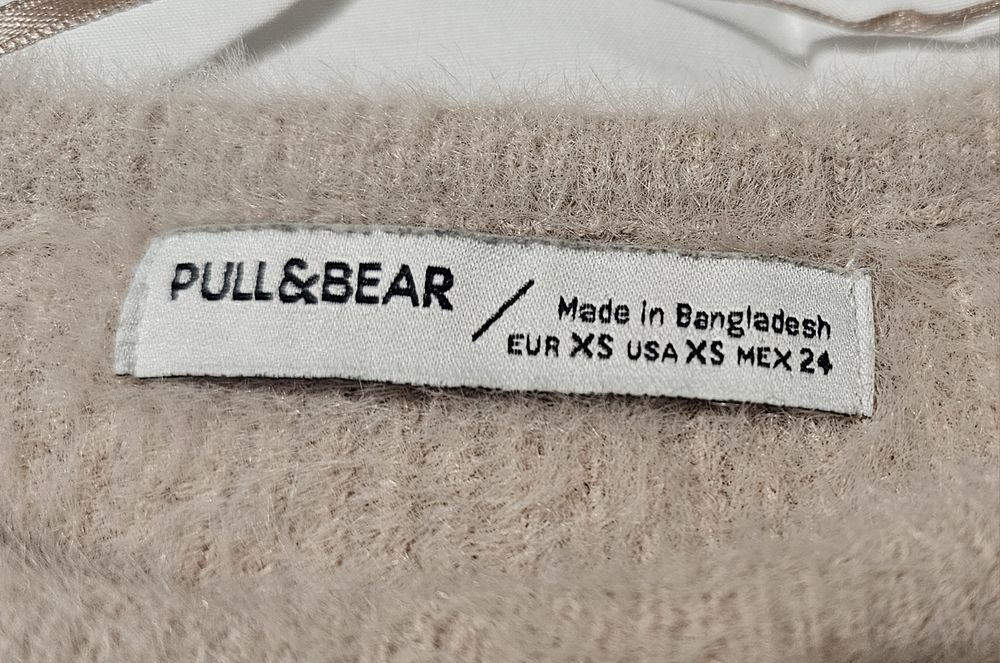 PULL&BEAR
Made in Bangladesh
EUR XS USA XS MEX 24